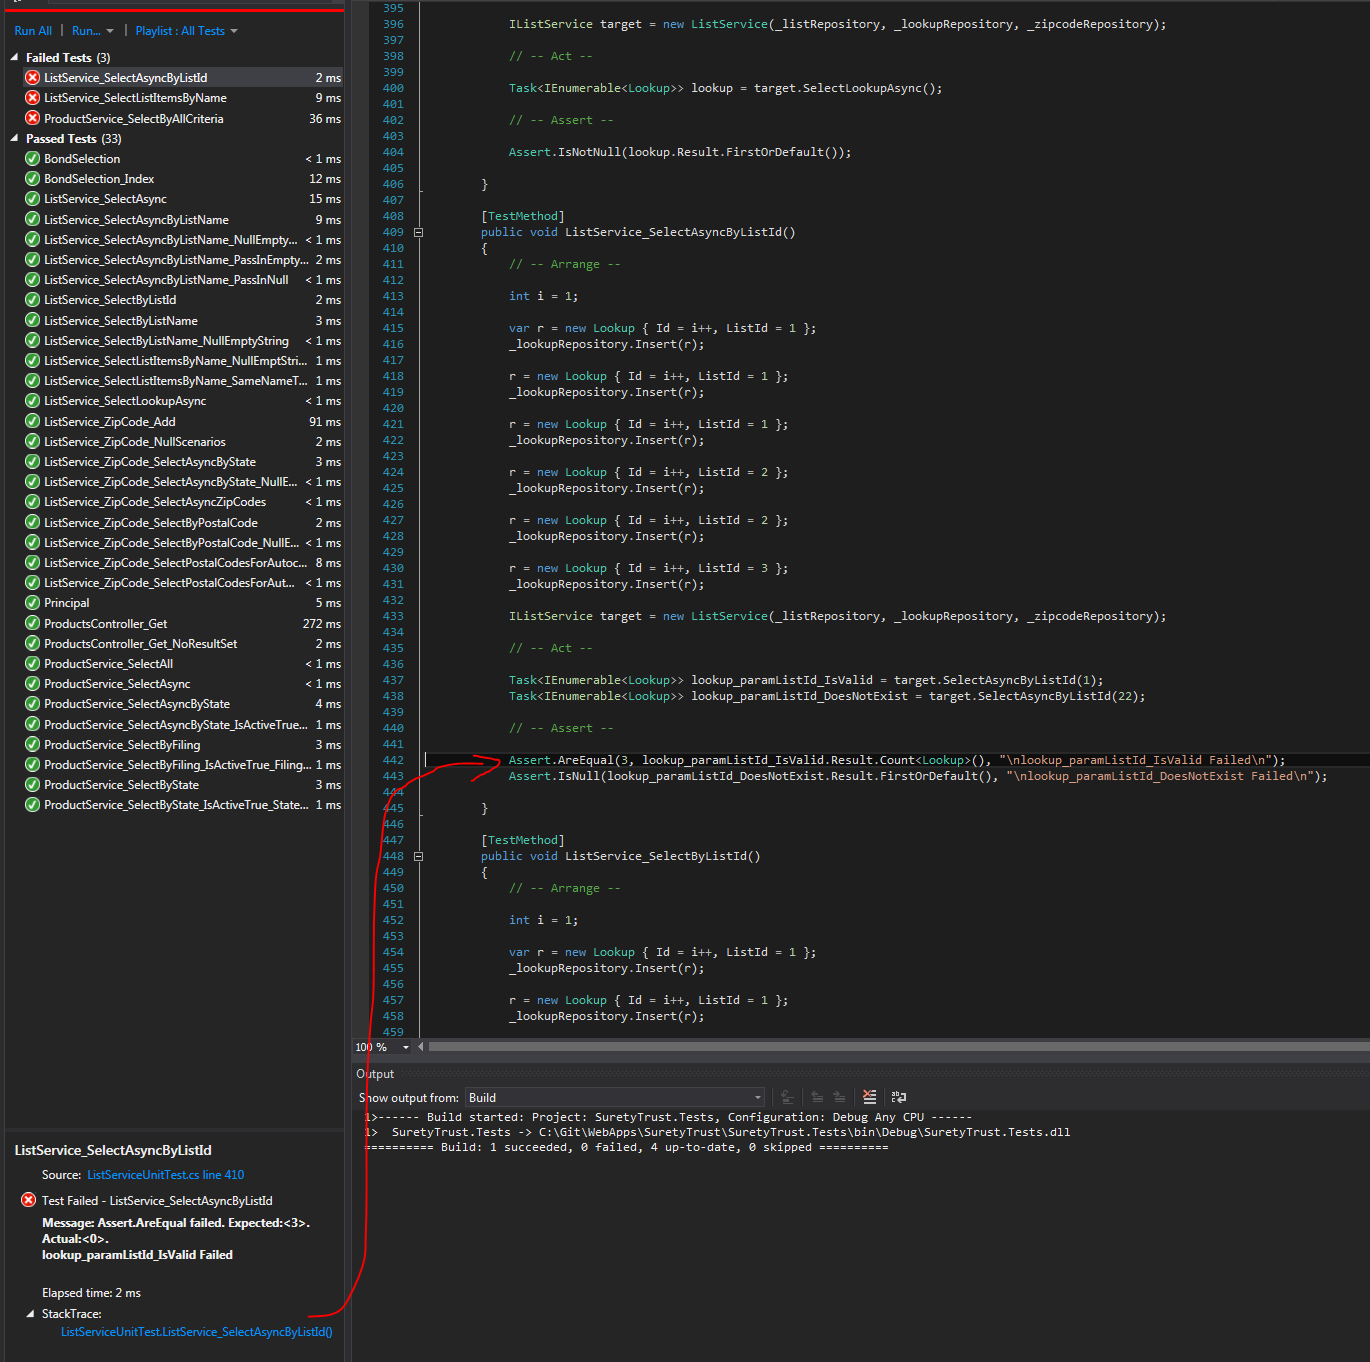 Run All | Run... | Playlist : All Tests
Failed Tests (3)
ListService_SelectAsyncByListId 2 ms
ListService_SelectListItemsByName 9 ms
ProductService_SelectByAllCriteria 36 ms
Passed Tests (33)
BondSelection < 1 ms
BondSelection_Index 12 ms
ListService_SelectAsync 15 ms
ListService_SelectAsyncByListName 9 ms
ListService_SelectAsyncByListName_NullEmpty... < 1 ms
ListService_SelectAsyncByListName_PassInEmpty... 2 ms
ListService_SelectAsyncByListName_PassInNull < 1 ms
ListService_SelectByListId 2 ms
ListService_SelectByListName 3 ms
ListService_SelectByListName_NullEmptyString < 1 ms
ListService_SelectListItemsByName_NullEmptStri... 1 ms
ListService_SelectListItemsByName_SameNameT... 1 ms
ListService_SelectLookupAsync < 1 ms
ListService_ZipCode_Add 91 ms
ListService_ZipCode_NullScenarios 2 ms
ListService_ZipCode_SelectAsyncByState 3 ms
ListService_ZipCode_SelectAsyncByState_NullE... < 1 ms
ListService_ZipCode_SelectAsyncZipCodes < 1 ms
ListService_ZipCode_SelectByPostalCode 2 ms
ListService_ZipCode_SelectByPostalCode_NullE... < 1 ms
ListService_ZipCode_SelectPostalCodesForAutoc... 8 ms
ListService_ZipCode_SelectPostalCodesForAut... < 1 ms
Principal 5 ms
ProductsController_Get 272 ms
ProductsController_Get_NoResultSet 2 ms
ProductService_SelectAll < 1 ms
ProductService_SelectAsync < 1 ms
ProductService_SelectAsyncByState 4 ms
ProductService_SelectAsyncByState_IsActiveTrue... 1 ms
ProductService_SelectByFiling 3 ms
ProductService_SelectByFiling_IsActiveTrue_Filing... 1 ms
ProductService_SelectByState 3 ms
ProductService_SelectByState_IsActiveTrue_State... 1 ms
ListService_SelectAsyncByListId
Source: ListServiceUnitTest.cs line 410
Test Failed - ListService_SelectAsyncByListId
Message: Assert.AreEqual failed. Expected:<3>.
Actual:<0>.
lookup_paramListId_IsValid Failed
Elapsed time: 2 ms
StackTrace:
ListServiceUnitTest.ListService_SelectAsyncByListId()
395
396 IListService target = new ListService(_listRepository, _lookupRepository, _zipcodeRepository);
397
398 // -- Act --
399
400 Task<IEnumerable<Lookup>> lookup = target.SelectLookupAsync();
401
402 // -- Assert --
403
404 Assert.IsNotNull(lookup.Result.FirstOrDefault());
405
406 }
407
408 [TestMethod]
409 public void ListService_SelectAsyncByListId()
410 {
411 // -- Arrange --
412
413 int i = 1;
414
415 var r = new Lookup { Id = i++, ListId = 1 };
416 _lookupRepository.Insert(r);
417
418 r = new Lookup { Id = i++, ListId = 1 };
419 _lookupRepository.Insert(r);
420
421 r = new Lookup { Id = i++, ListId = 1 };
422 _lookupRepository.Insert(r);
423
424 r = new Lookup { Id = i++, ListId = 2 };
425 _lookupRepository.Insert(r);
426
427 r = new Lookup { Id = i++, ListId = 2 };
428 _lookupRepository.Insert(r);
429
430 r = new Lookup { Id = i++, ListId = 3 };
431 _lookupRepository.Insert(r);
432
433 IListService target = new ListService(_listRepository, _lookupRepository, _zipcodeRepository);
434
435 // -- Act --
436
437 Task<IEnumerable<Lookup>> lookup_paramListId_IsValid = target.SelectAsyncByListId(1);
438 Task<IEnumerable<Lookup>> lookup_paramListId_DoesNotExist = target.SelectAsyncByListId(22);
439
440 // -- Assert --
441
442 Assert.AreEqual(3, lookup_paramListId_IsValid.Result.Count<Lookup>(), "\nlookup_paramListId_IsValid Failed\n");
443 Assert.IsNull(lookup_paramListId_DoesNotExist.Result.FirstOrDefault(), "\nlookup_paramListId_DoesNotExist Failed\n");
444
445 }
446
447 [TestMethod]
448 public void ListService_SelectByListId()
449 {
450 // -- Arrange --
451
452 int i = 1;
453
454 var r = new Lookup { Id = i++, ListId = 1 };
455 _lookupRepository.Insert(r);
456
457 r = new Lookup { Id = i++, ListId = 1 };
458 _lookupRepository.Insert(r);
459
100 %
Output
Show output from: Build
1>------ Build started: Project: SuretyTrust.Tests, Configuration: Debug Any CPU ------
1> SuretyTrust.Tests -> C:\Git\WebApps\SuretyTrust\SuretyTrust.Tests\bin\Debug\SuretyTrust.Tests.dll
========== Build: 1 succeeded, 0 failed, 4 up-to-date, 0 skipped ==========